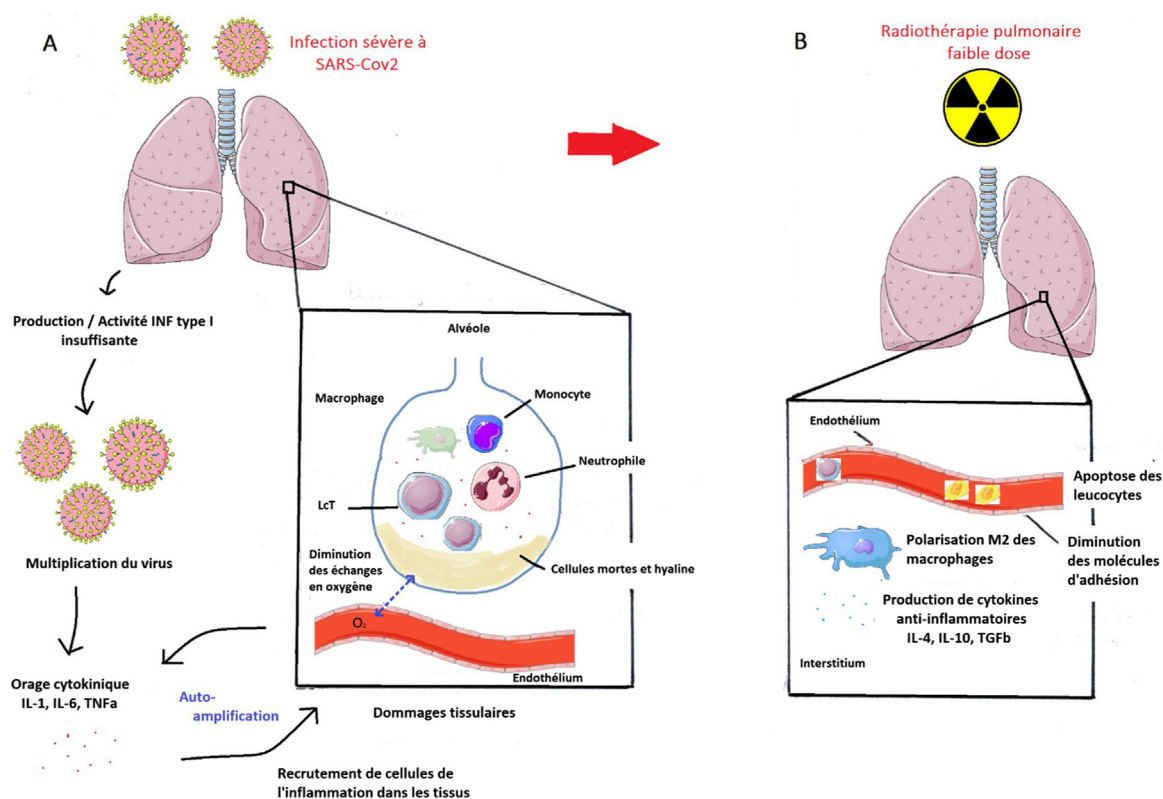 A
Infection sévère à
SARS-Cov2
Production / Activité INF type I
insuffisante
Multiplication du virus
Orage cytokinique
IL-1, IL-6, TNFa
Auto-
amplification
Alvéole
Macrophage
Monocyte
Neutrophile
LcT
Diminution
des échanges
en oxygène
Cellules mortes et hyaline
O₂
Endothélium
Dommages tissulaires
Recrutement de cellules de
l'inflammation dans les tissus
B
Radiothérapie pulmonaire
faible dose
Endothélium
Apoptose des
leucocytes
Polarisation M2 des
macrophages
Diminution
des molécules
d'adhésion
Production de cytokines
anti-inflammatoires
IL-4, IL-10, TGFb
Interstitium